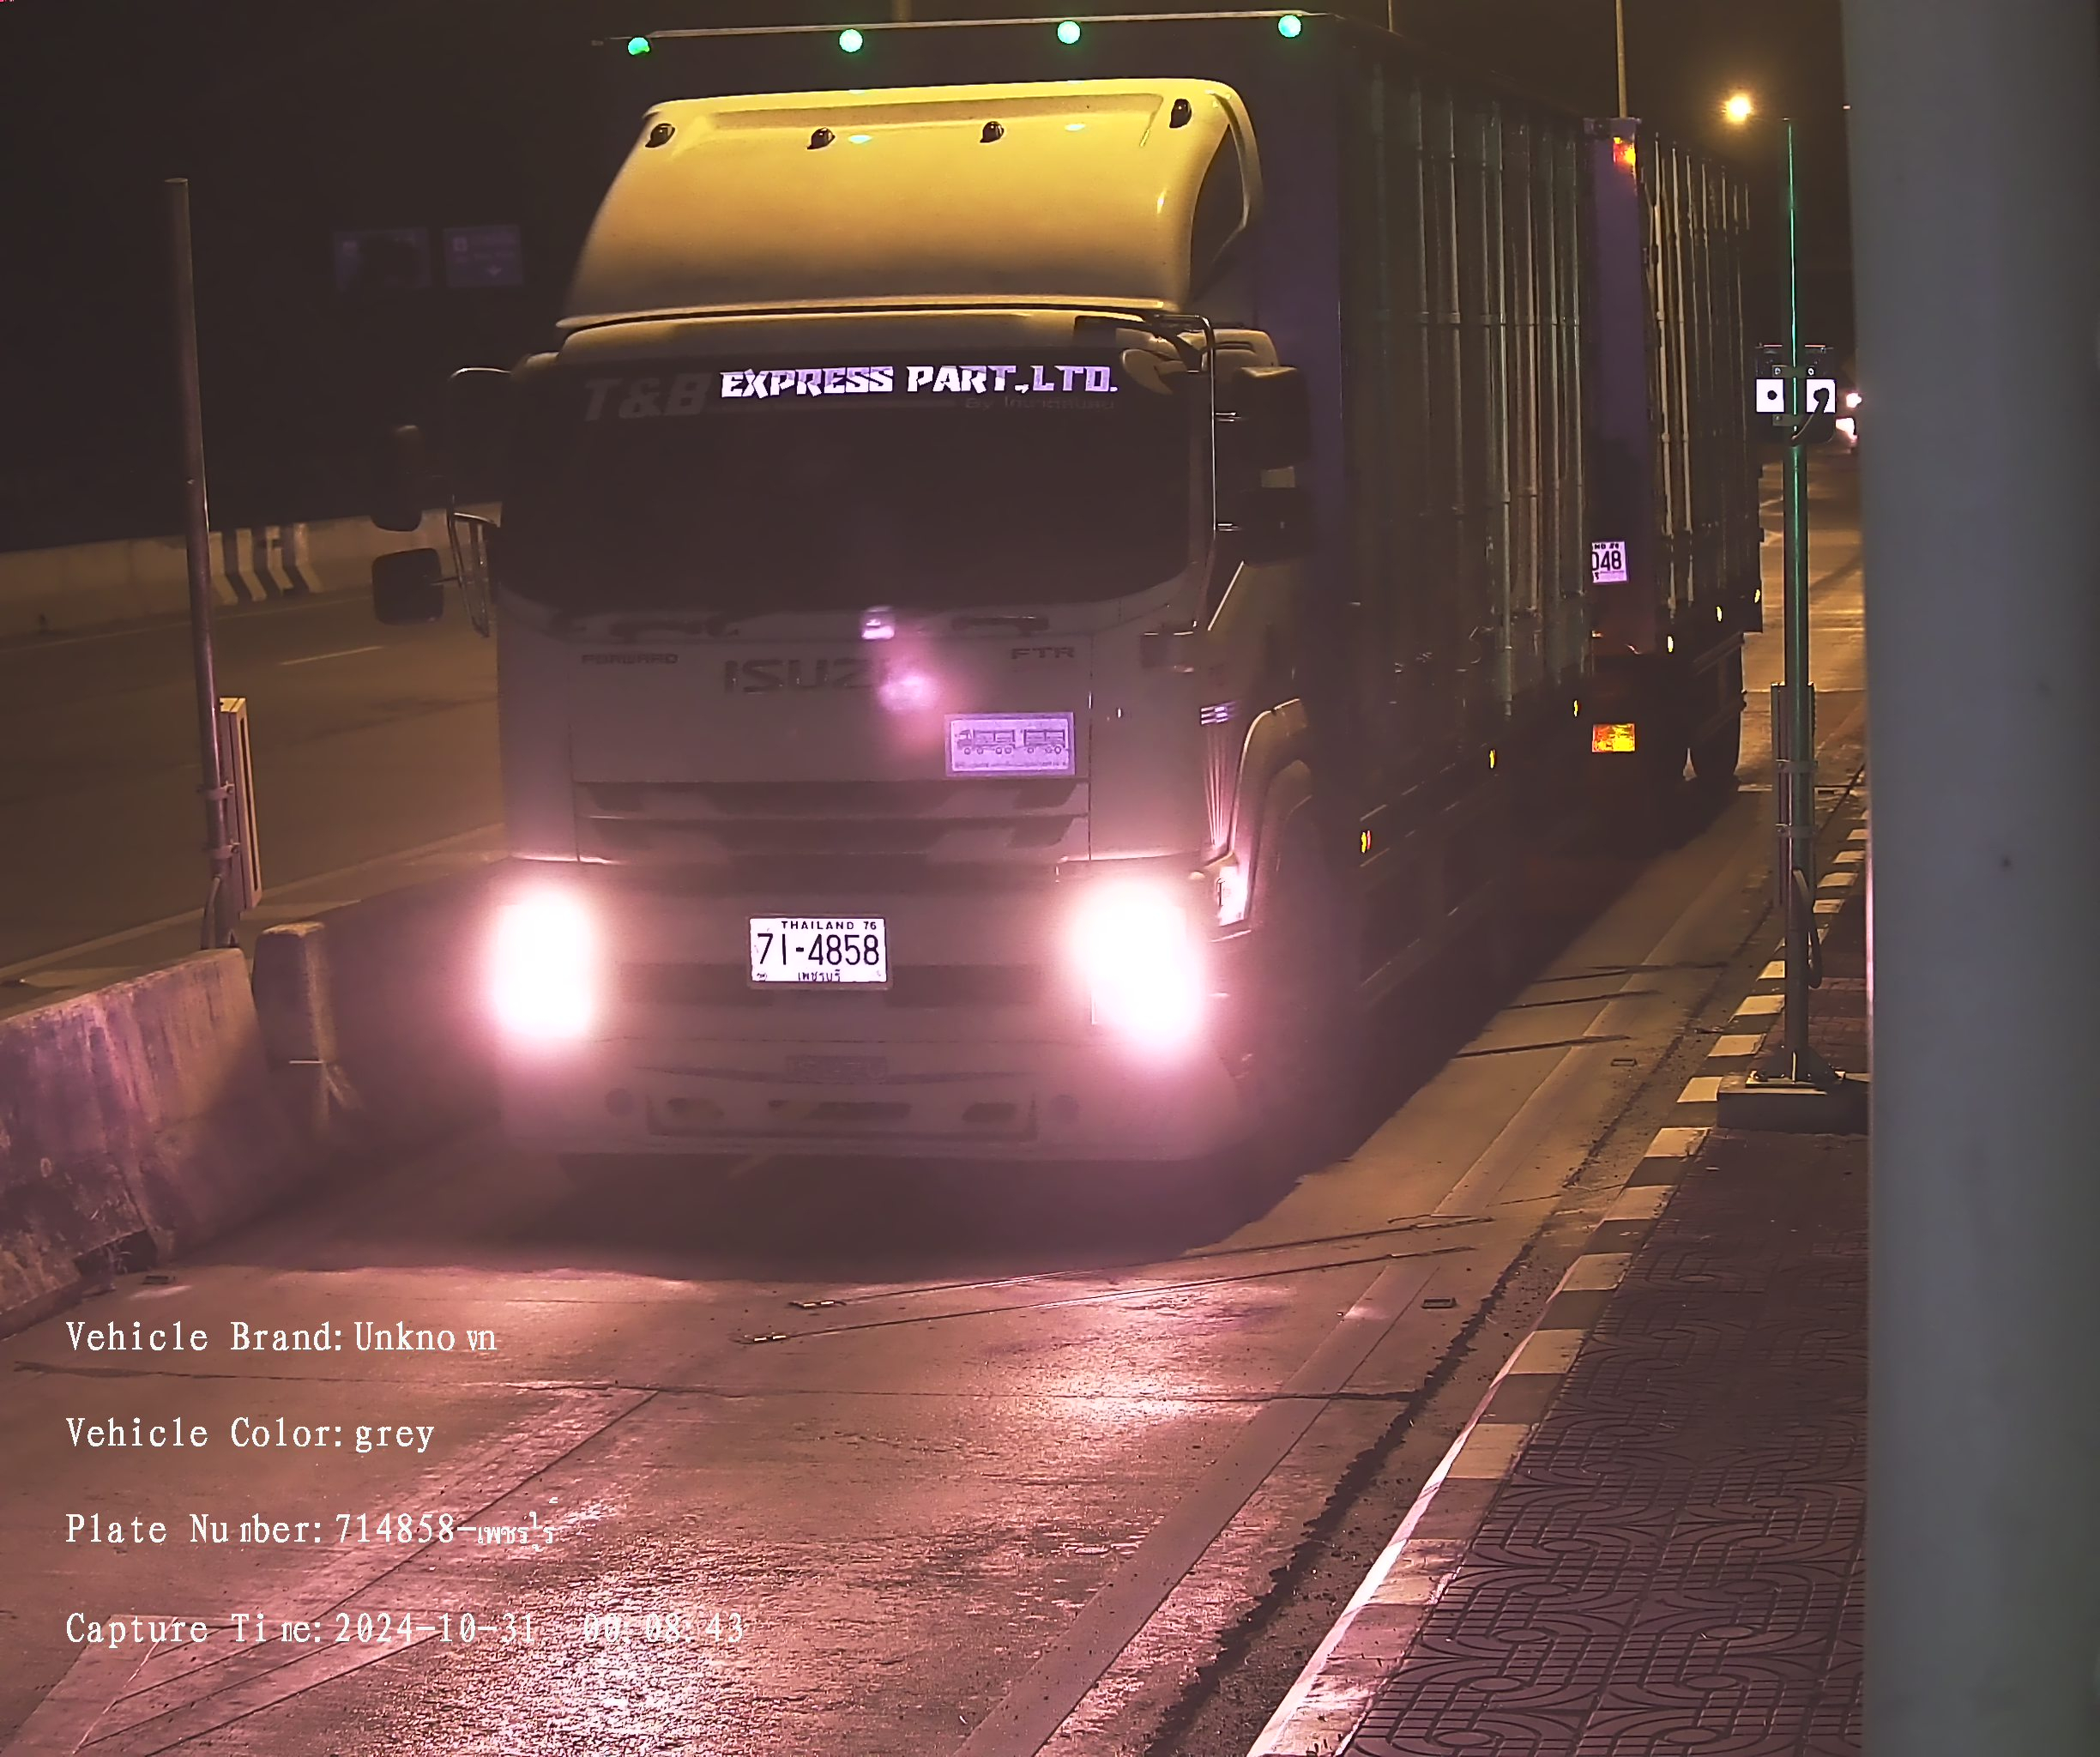 T&B EXPRESS PART.,LTD.
FORWARD
FTR
ISUZU
048
THAILAND 76
71-4858
เพชรบุรี
Vehicle Brand:Unknown
Vehicle Color:grey
Plate Number:714858-เพชรบุรี
Capture Time:2024-10-31 00:08:43